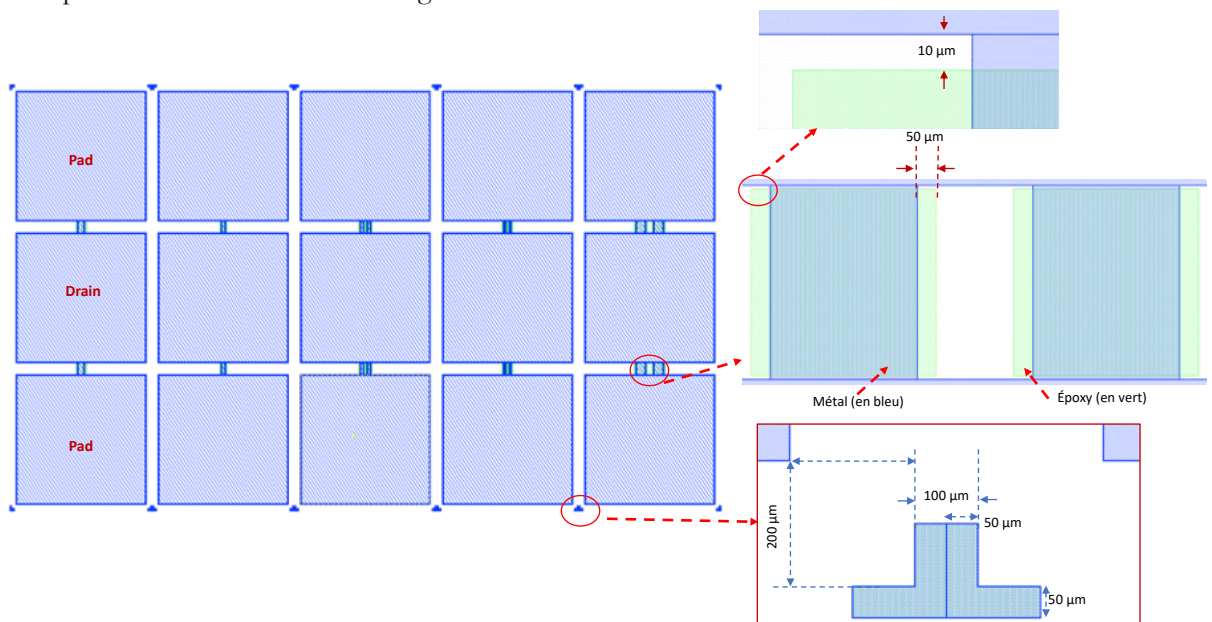 10 µm
50 µm
Pad
Drain
Pad
Métal (en bleu)
Époxy (en vert)
100 µm
50 µm
200 µm
50 µm